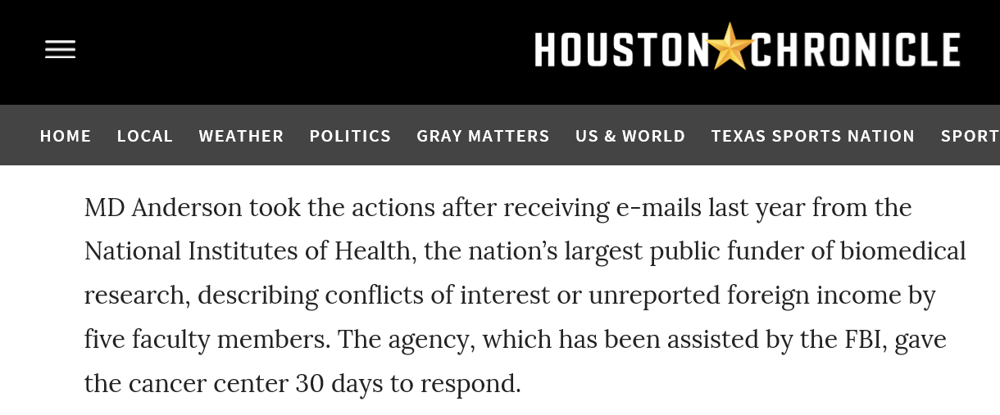 HOUSTON CHRONICLE
HOME LOCAL WEATHER POLITICS GRAY MATTERS US & WORLD TEXAS SPORTS NATION SPORT
MD Anderson took the actions after receiving e-mails last year from the
National Institutes of Health, the nation’s largest public funder of biomedical
research, describing conflicts of interest or unreported foreign income by
five faculty members. The agency, which has been assisted by the FBI, gave
the cancer center 30 days to respond.